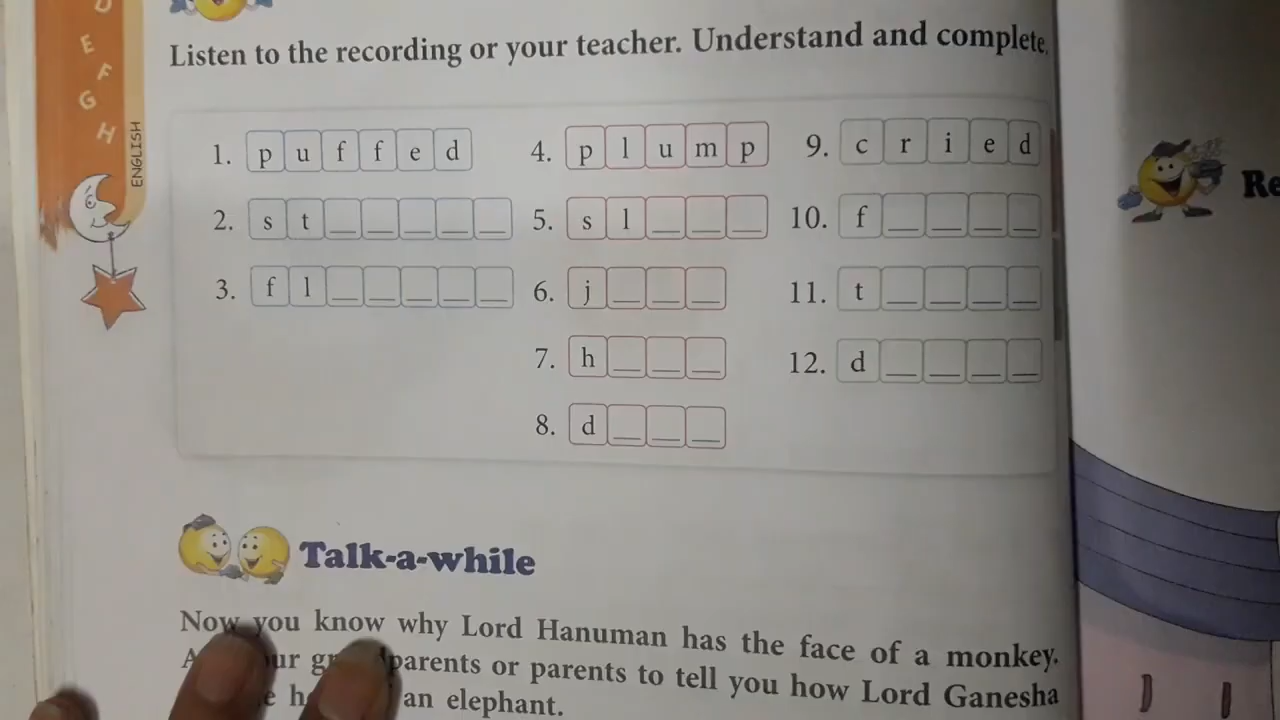 D
E
F
G
H
ENGLISH
Listen to the recording or your teacher. Understand and complete.
1. p u f f e d
2. s t _ _ _ _ _
3. f l _ _ _ _ _
4. p l u m p
5. s l _ _ _
6. j _ _ _
7. h _ _ _
8. d _ _ _
9. c r i e d
10. f _ _ _ _
11. t _ _ _ _
12. d _ _ _ _
Talk-a-while
Now you know why Lord Hanuman has the face of a monkey.
parents or parents to tell you how Lord Ganesha
an elephant.
Re